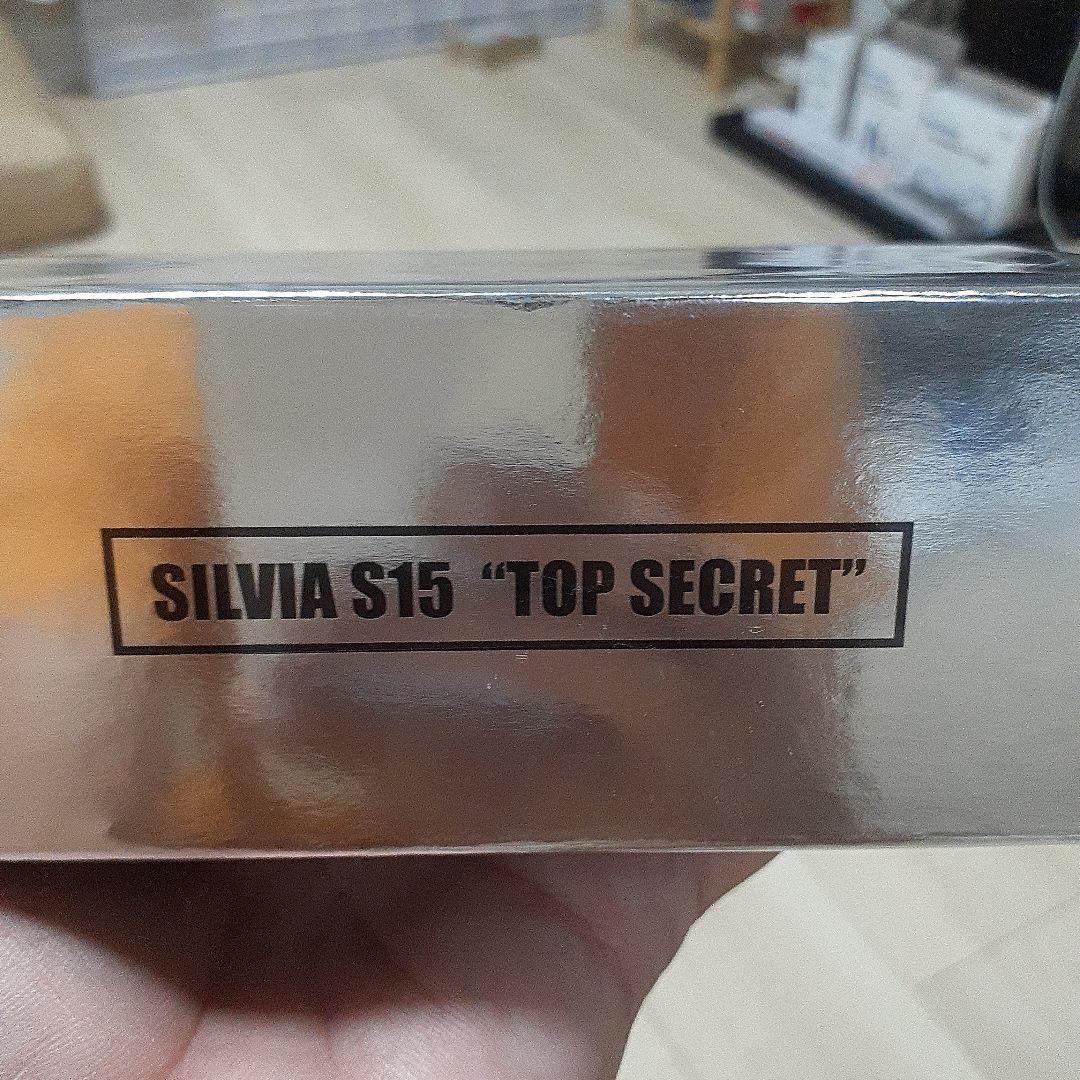 SILVIA S15 “TOP SECRET”